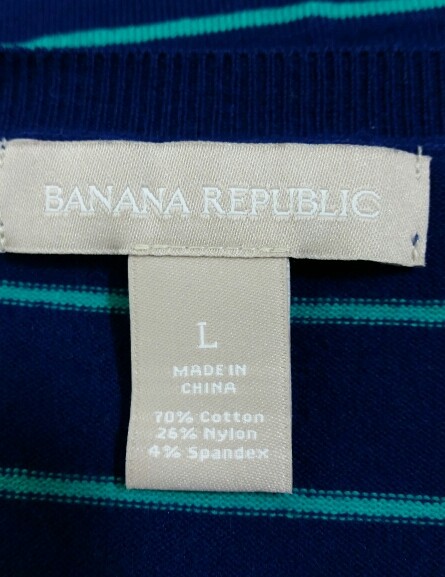 BANANA REPUBLIC
L
MADE IN
CHINA
70% Cotton
26% Nylon
4% Spandex